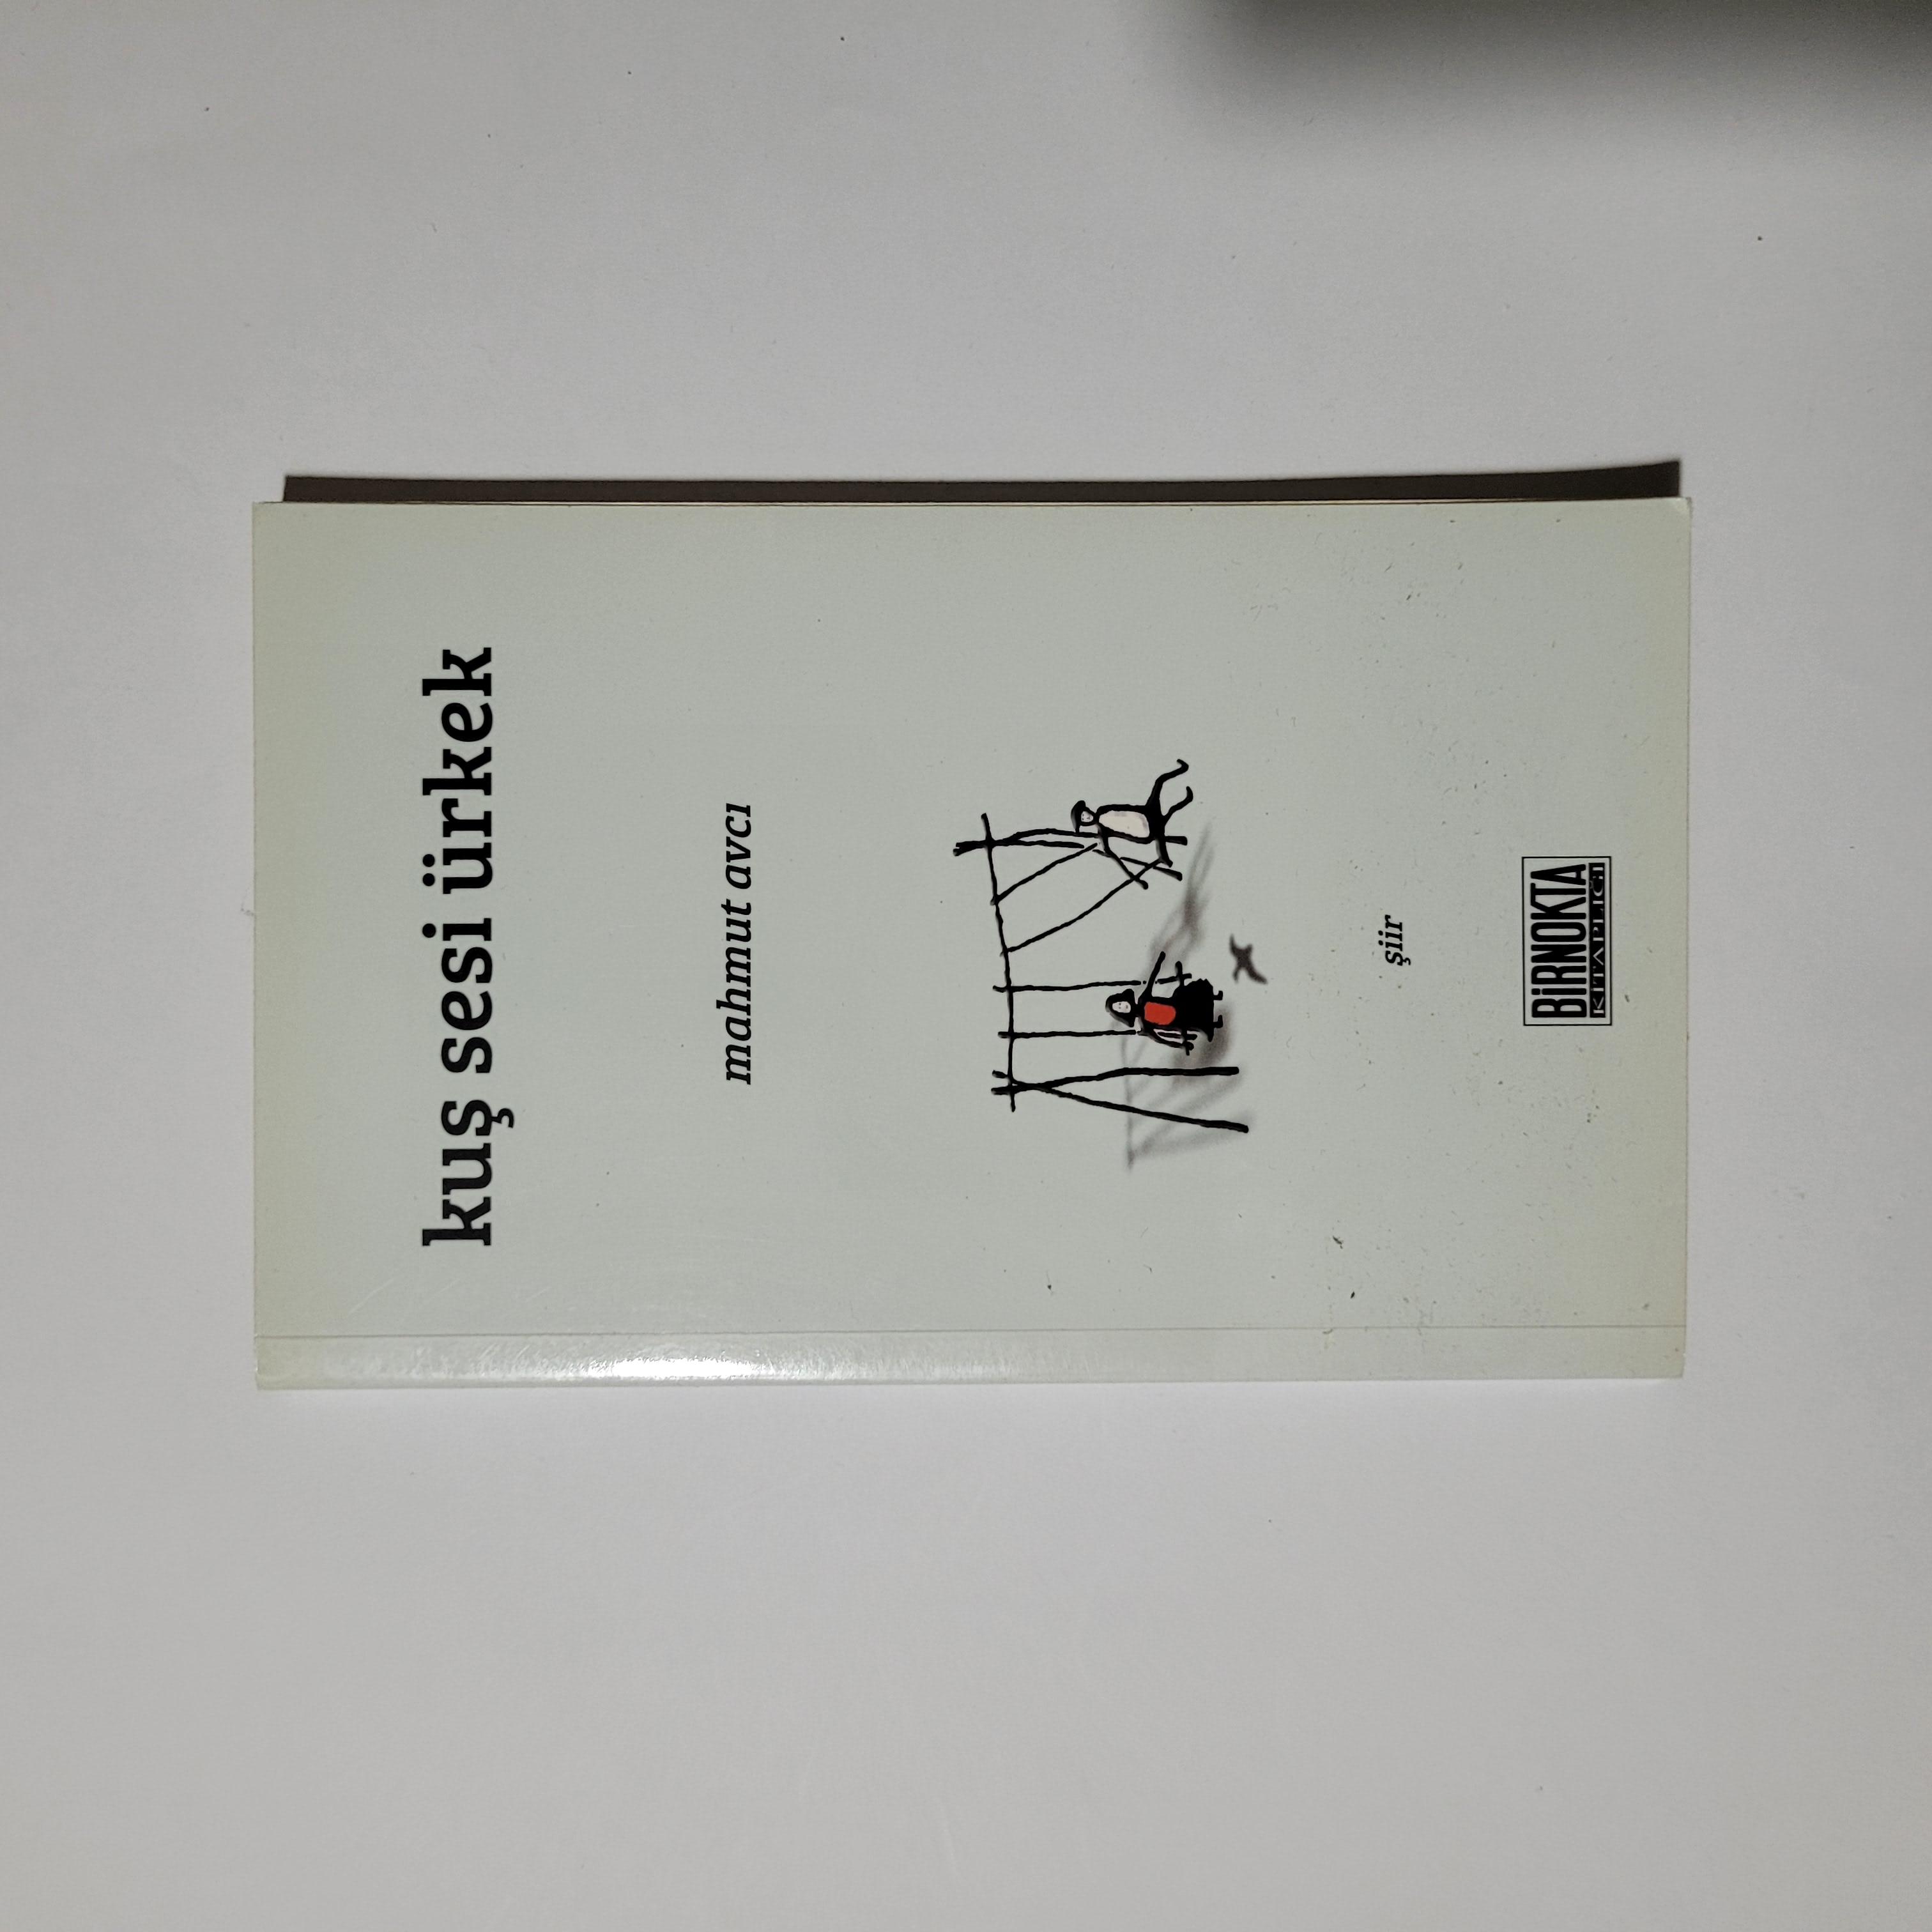 kuş sesi ürkek
mahmut avcı
şiir
BİRNOKTA
KİTAPLIĞI